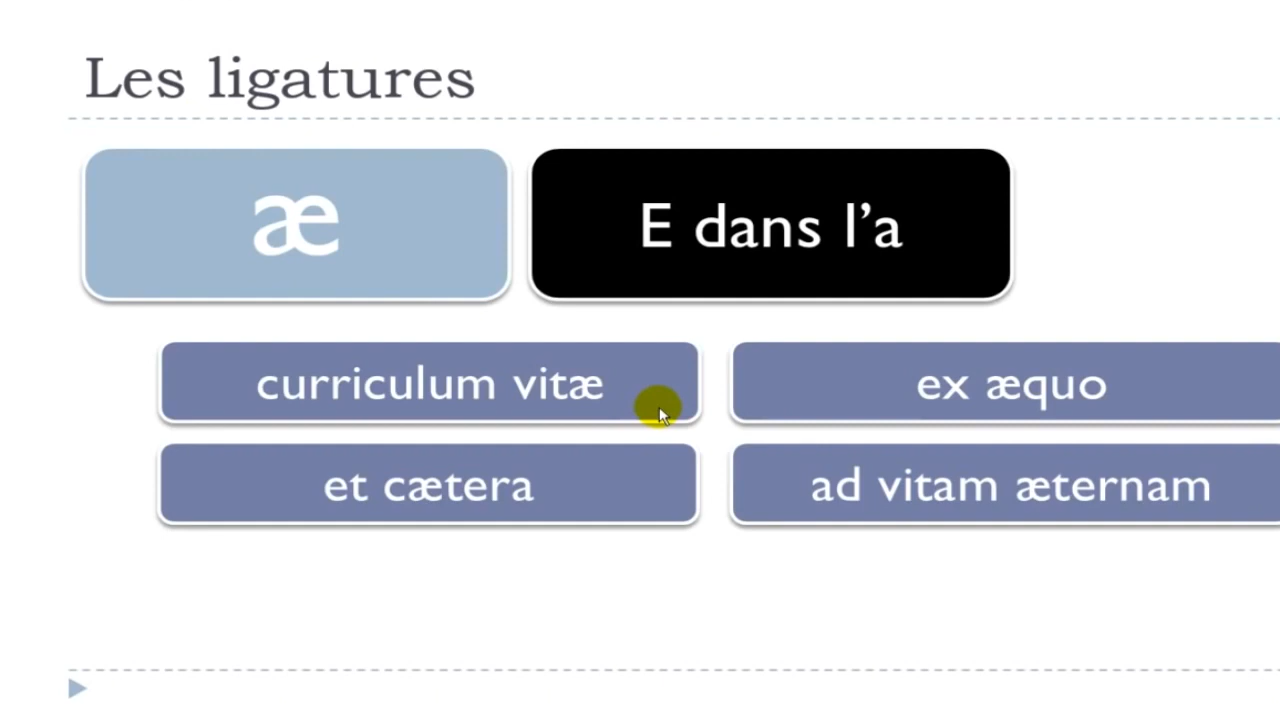 Les ligatures
æ
E dans l’a
curriculum vitæ
ex æquo
et cætera
ad vitam æternam